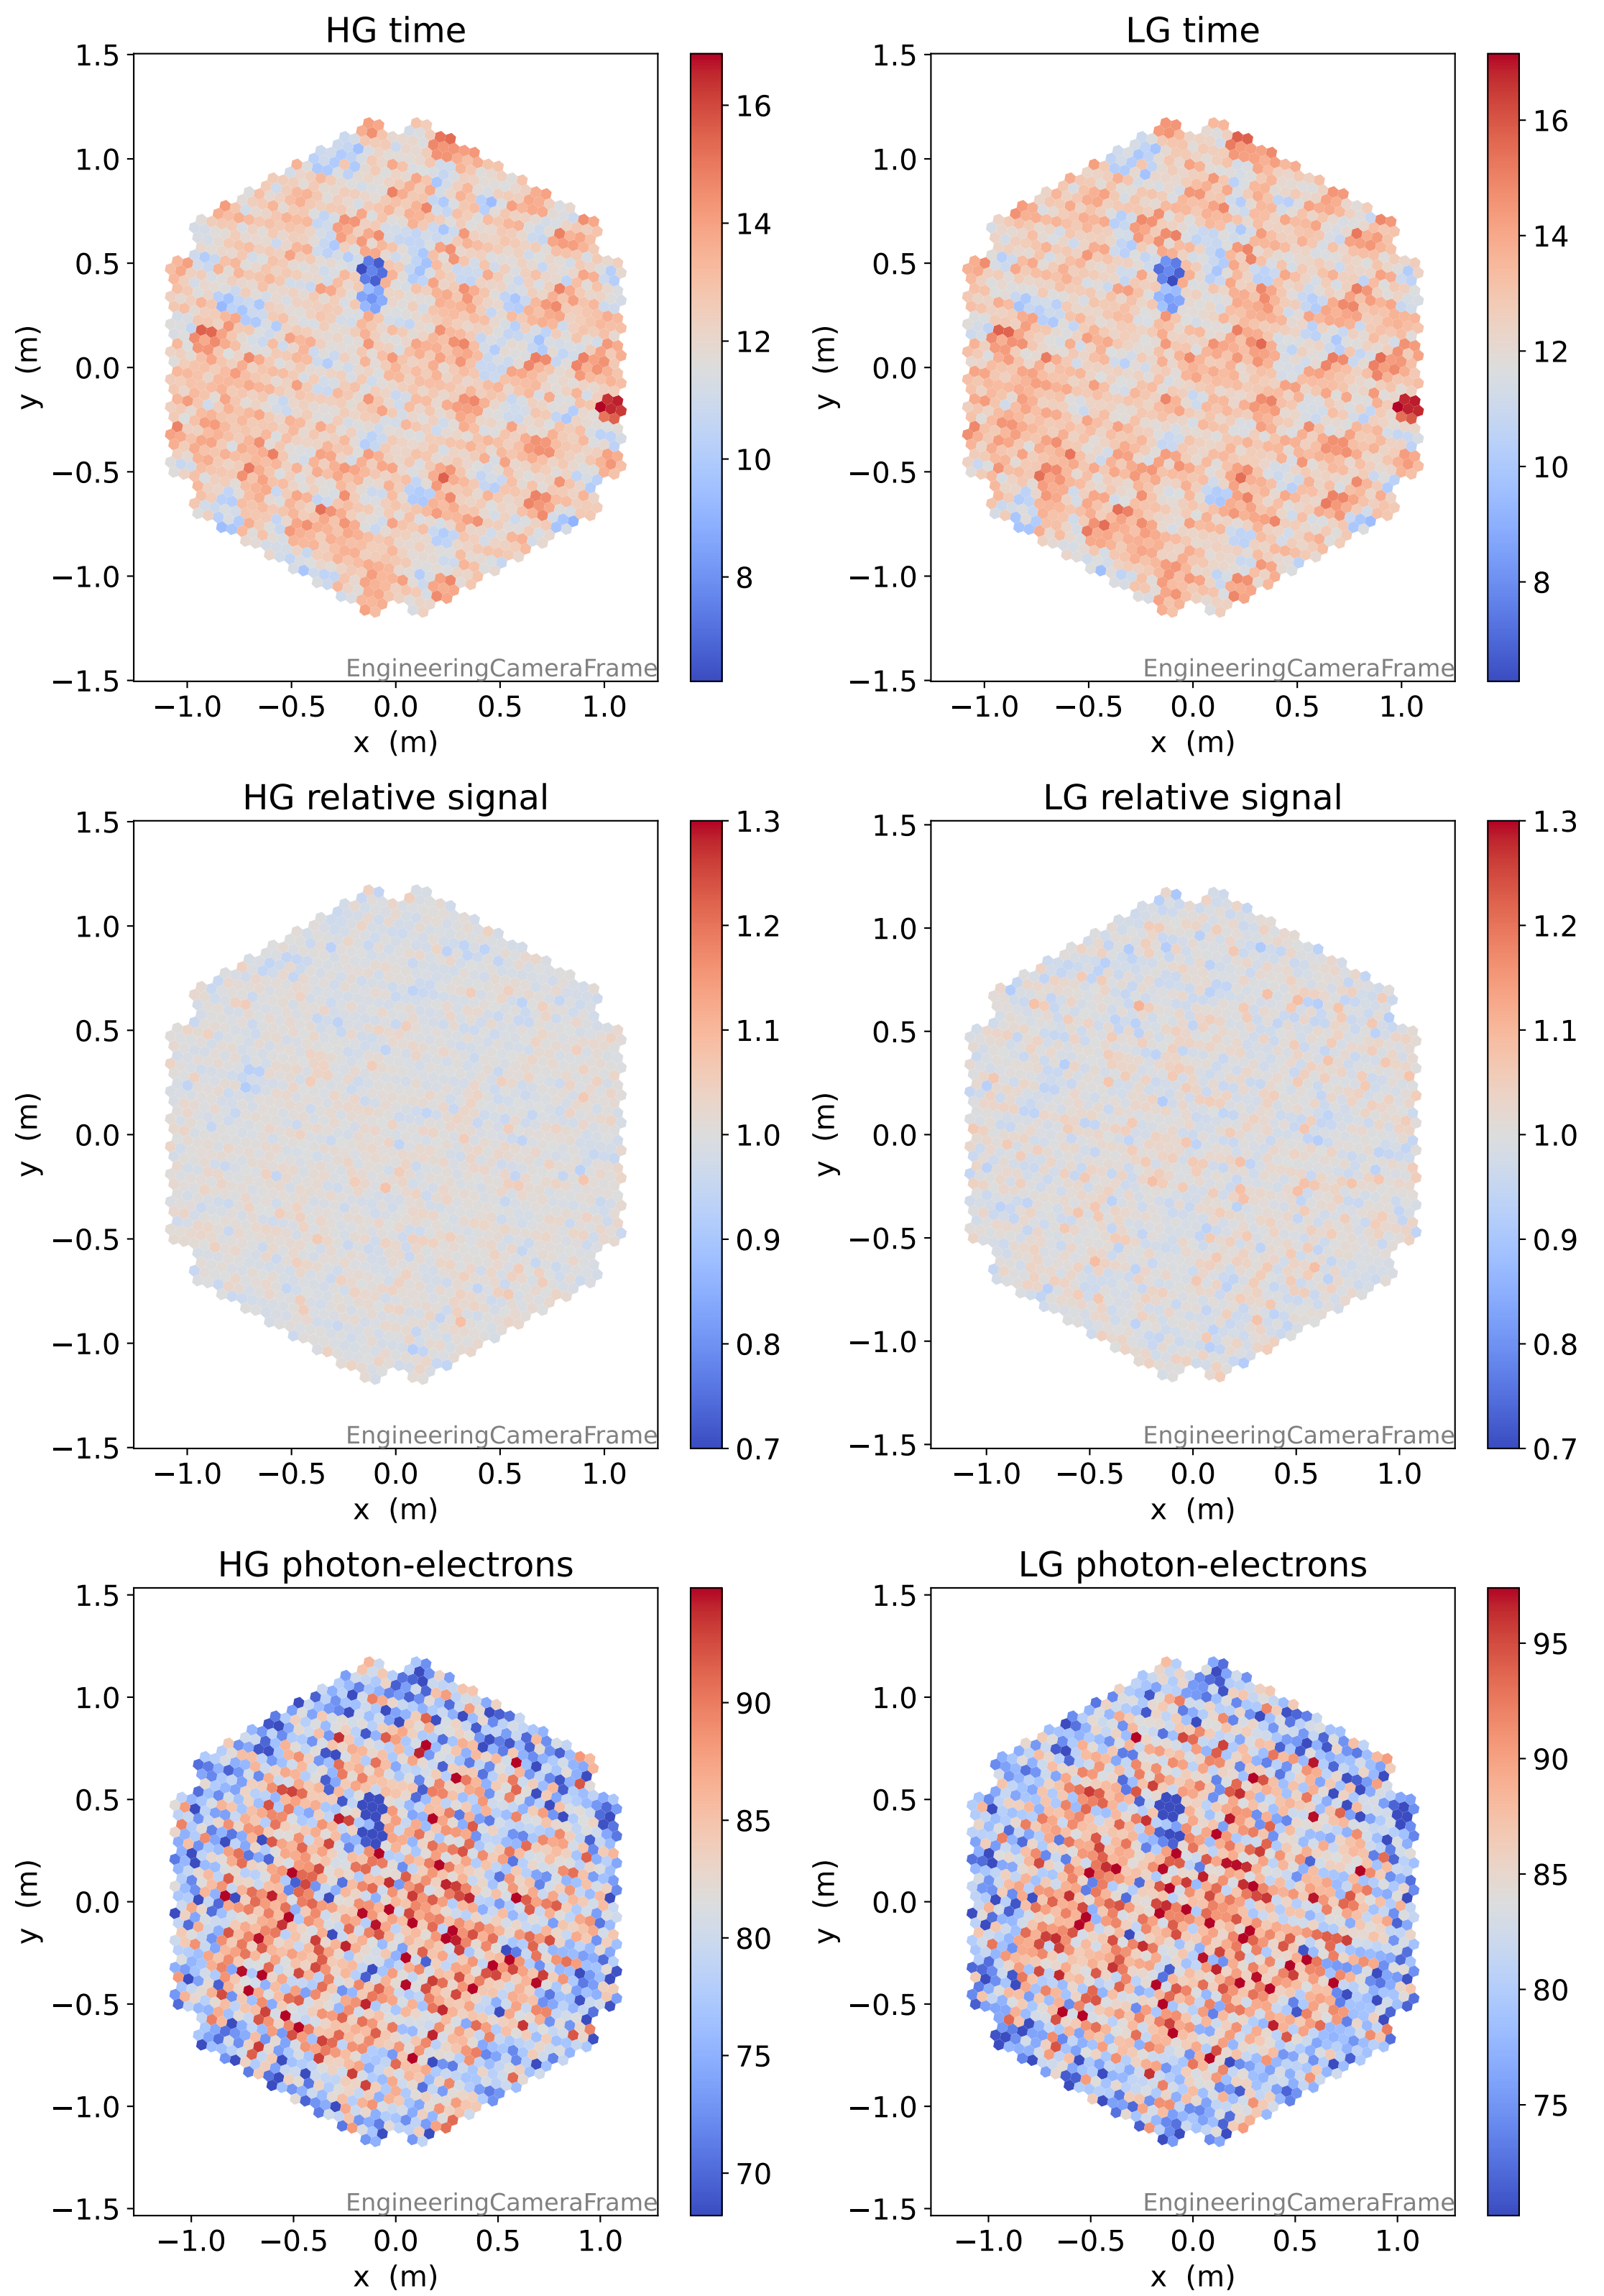 HG time
LG time
1.5
1.0
0.5
0.0
−0.5
−1.0
−1.5
y (m)
−1.0 −0.5 0.0 0.5 1.0
x (m)
EngineeringCameraFrame
16
14
12
10
8
1.5
1.0
0.5
0.0
−0.5
−1.0
−1.5
y (m)
−1.0 −0.5 0.0 0.5 1.0
x (m)
EngineeringCameraFrame
16
14
12
10
8
HG relative signal
LG relative signal
1.5
1.0
0.5
0.0
−0.5
−1.0
−1.5
y (m)
−1.0 −0.5 0.0 0.5 1.0
x (m)
EngineeringCameraFrame
1.3
1.2
1.1
1.0
0.9
0.8
0.7
1.5
1.0
0.5
0.0
−0.5
−1.0
−1.5
y (m)
−1.0 −0.5 0.0 0.5 1.0
x (m)
EngineeringCameraFrame
1.3
1.2
1.1
1.0
0.9
0.8
0.7
HG photon-electrons
LG photon-electrons
1.5
1.0
0.5
0.0
−0.5
−1.0
−1.5
y (m)
−1.0 −0.5 0.0 0.5 1.0
x (m)
EngineeringCameraFrame
90
85
80
75
70
1.5
1.0
0.5
0.0
−0.5
−1.0
−1.5
y (m)
−1.0 −0.5 0.0 0.5 1.0
x (m)
EngineeringCameraFrame
95
90
85
80
75